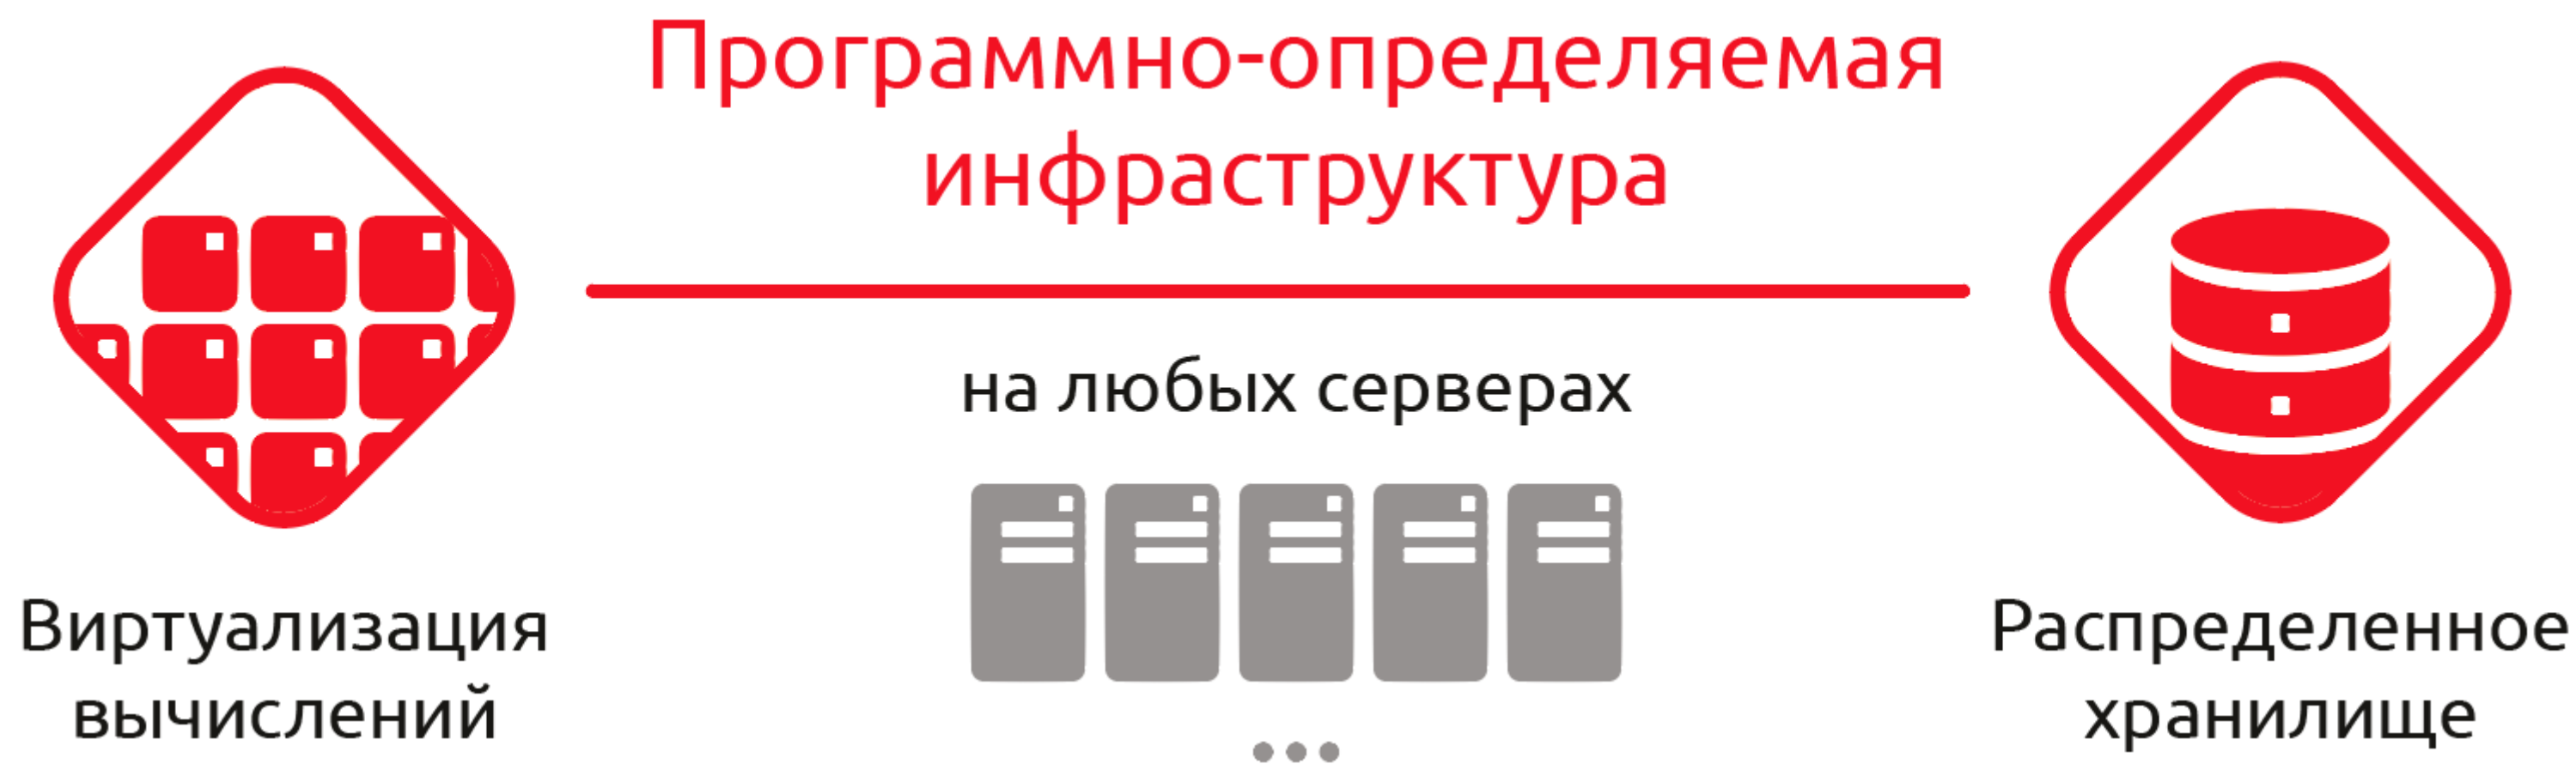 Программно-определяемая
инфраструктура
на любых серверах
Виртуализация
вычислений
Распределенное
хранилище